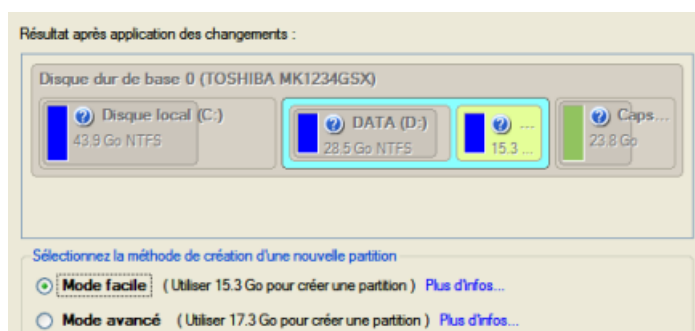 Résultat après application des changements :
Disque dur de base 0 (TOSHIBA MK1234GSX)
Disque local (C:)
43.9 Go NTFS
DATA (D:)
28.5 Go NTFS
...
15.3 ...
Caps...
23.8 Go
Sélectionnez la méthode de création d'une nouvelle partition
Mode facile ( Utiliser 15.3 Go pour créer une partition ) Plus d'infos...
Mode avancé ( Utiliser 17.3 Go pour créer une partition ) Plus d'infos...